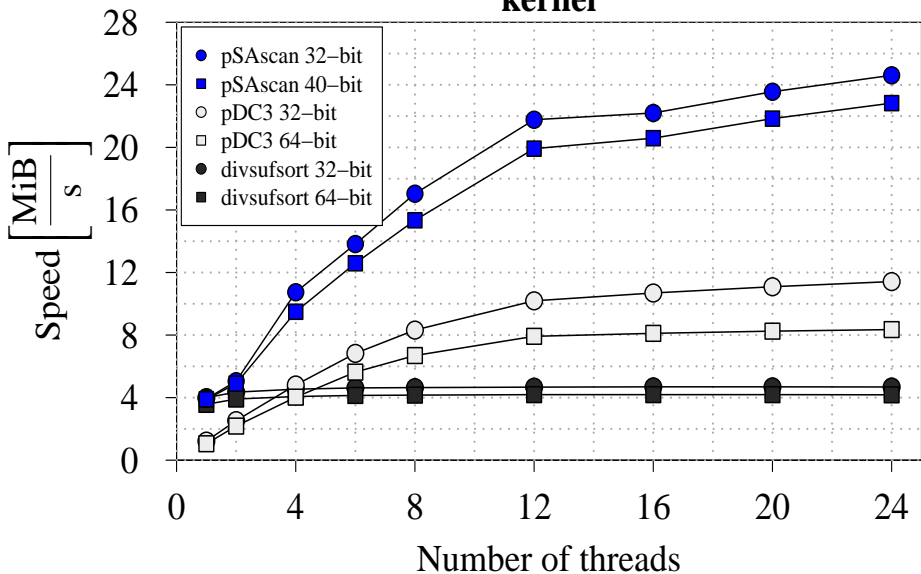 kernel
28
24
20
16
12
8
4
0
Speed [MiB/s]
pSAscan 32−bit
pSAscan 40−bit
pDC3 32−bit
pDC3 64−bit
divsufsort 32−bit
divsufsort 64−bit
0 4 8 12 16 20 24
Number of threads